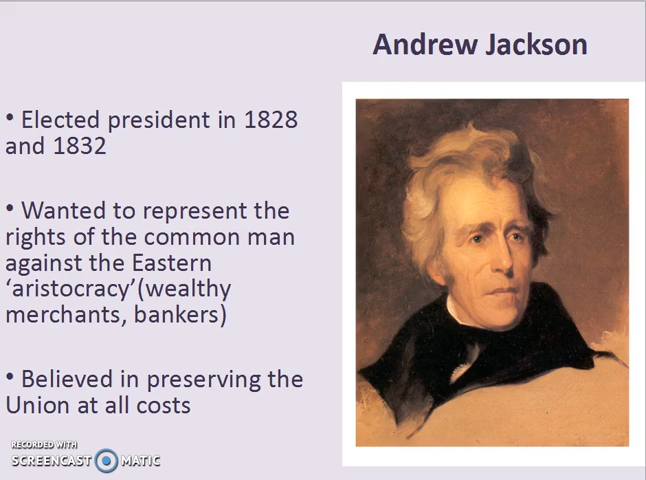 Andrew Jackson
• Elected president in 1828
and 1832
• Wanted to represent the
rights of the common man
against the Eastern
‘aristocracy’(wealthy
merchants, bankers)
• Believed in preserving the
Union at all costs
RECORDED WITH
SCREENCAST MATIC